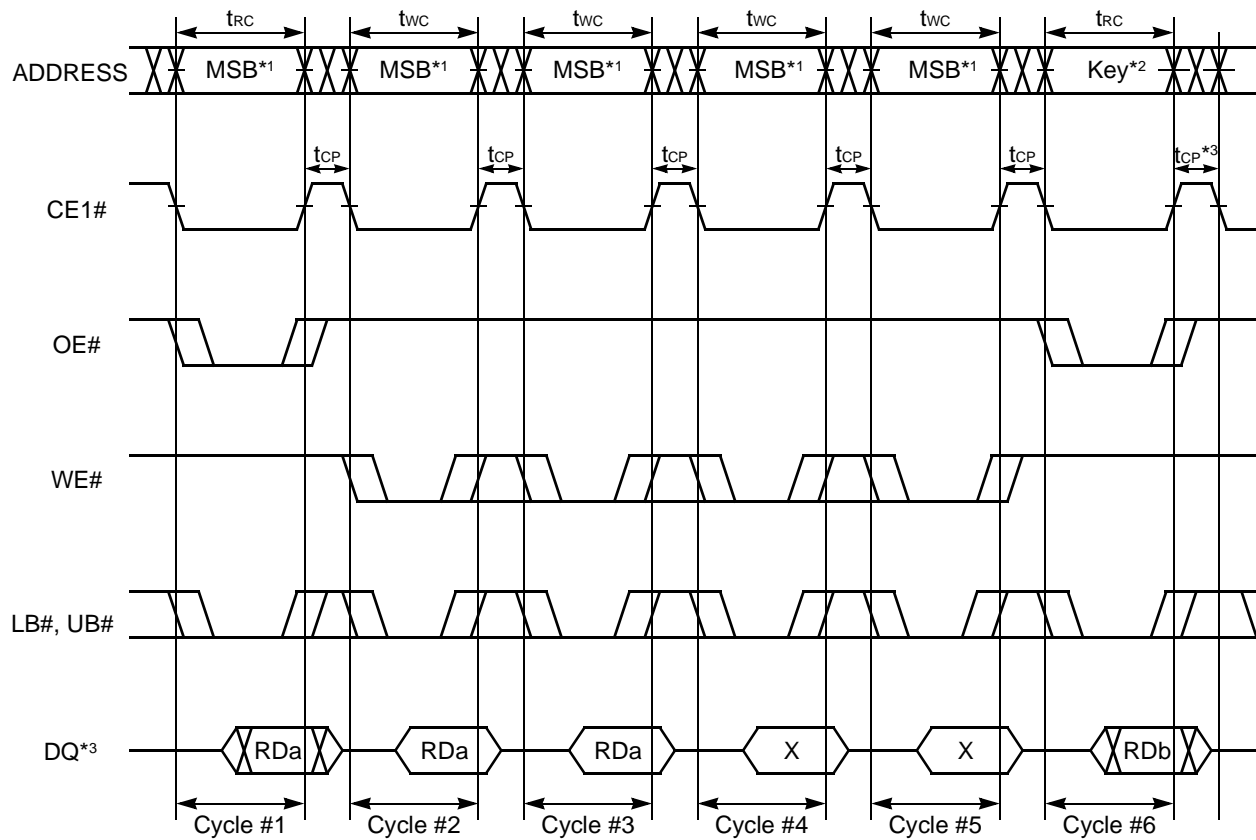 tRC tWC tWC tWC tWC tRC
ADDRESS MSB*1 MSB*1 MSB*1 MSB*1 MSB*1 Key*2
tCP tCP tCP tCP tCP tCP*3
CE1#
OE#
WE#
LB#, UB#
DQ*3 RDa RDa RDa X X RDb
Cycle #1 Cycle #2 Cycle #3 Cycle #4 Cycle #5 Cycle #6